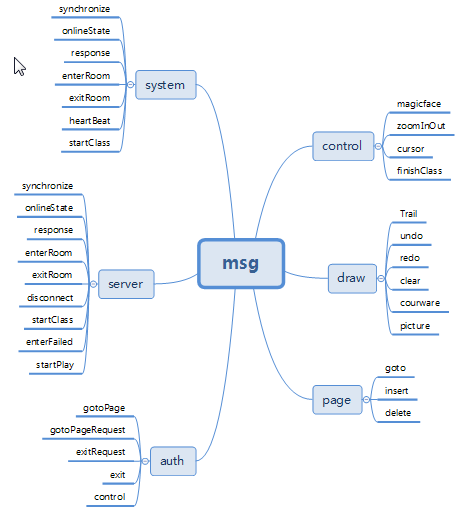 msg
system
synchronize
onlineState
response
enterRoom
exitRoom
heartBeat
startClass
server
synchronize
onlineState
response
enterRoom
exitRoom
disconnect
startClass
enterFailed
startPlay
auth
gotoPage
gotoPageRequest
exitRequest
exit
control
control
magicface
zoomInOut
cursor
finishClass
draw
Trail
undo
redo
clear
courware
picture
page
goto
insert
delete